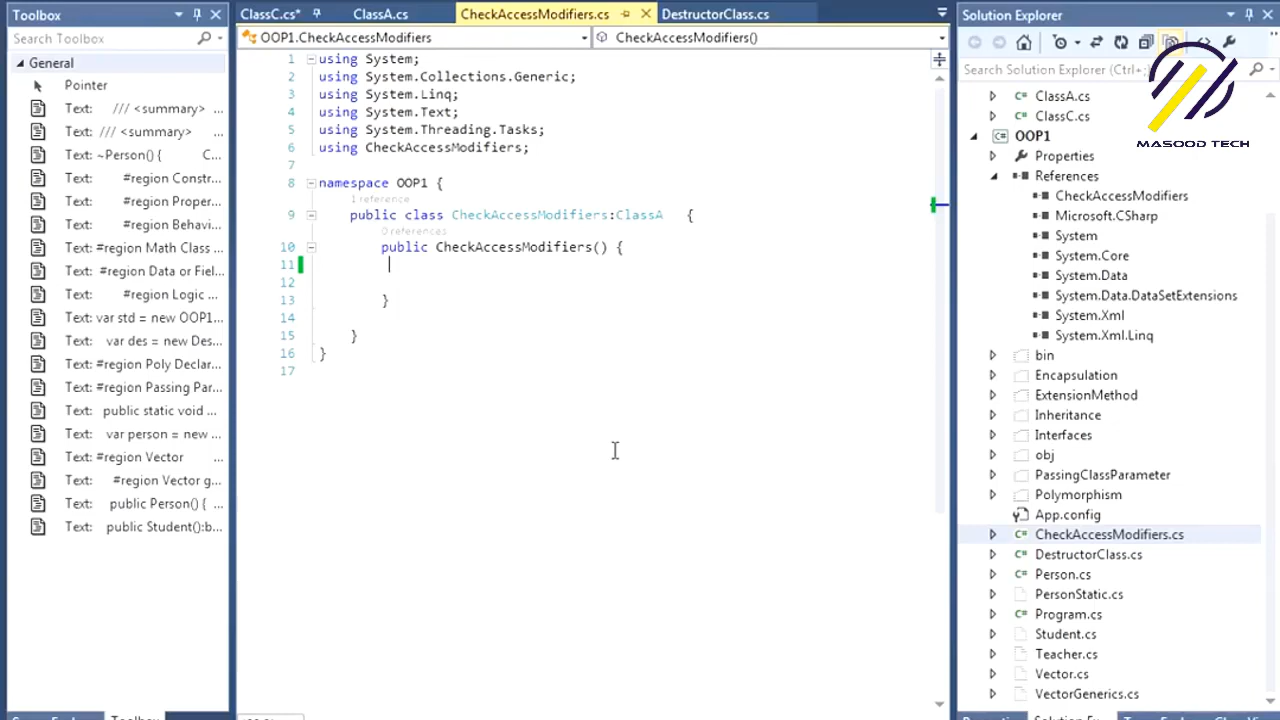 Toolbox
Search Toolbox
General
Pointer
Text: /// <summary> ...
Text: /// <summary> ...
Text: ~Person() { C...
Text: #region Constr...
Text: #region Proper...
Text: #region Behavi...
Text: #region Math Class ...
Text: #region Data or Fiel...
Text: #region Logic ...
Text: var std = new OOP1...
Text: var des = new Des...
Text: #region Poly Declar...
Text: #region Passing Par...
Text: public static void ...
Text: var person = new ...
Text: #region Vector ...
Text: #region Vector g...
Text: public Person() { ...
Text: public Student():b...
ClassC.cs* ClassA.cs CheckAccessModifiers.cs DestructorClass.cs
OOP1.CheckAccessModifiers CheckAccessModifiers()
1 using System;
2 using System.Collections.Generic;
3 using System.Linq;
4 using System.Text;
5 using System.Threading.Tasks;
6 using CheckAccessModifiers;
7
8 namespace OOP1 {
1 reference
9 public class CheckAccessModifiers:ClassA {
0 references
10 public CheckAccessModifiers() {
11
12
13 }
14
15 }
16 }
17
Solution Explorer
Search Solution Explorer (Ctrl+;
MASOOD TECH
ClassA.cs
ClassC.cs
OOP1
Properties
References
CheckAccessModifiers
Microsoft.CSharp
System
System.Core
System.Data
System.Data.DataSetExtensions
System.Xml
System.Xml.Linq
bin
Encapsulation
ExtensionMethod
Inheritance
Interfaces
obj
PassingClassParameter
Polymorphism
App.config
CheckAccessModifiers.cs
DestructorClass.cs
Person.cs
PersonStatic.cs
Program.cs
Student.cs
Teacher.cs
Vector.cs
VectorGenerics.cs